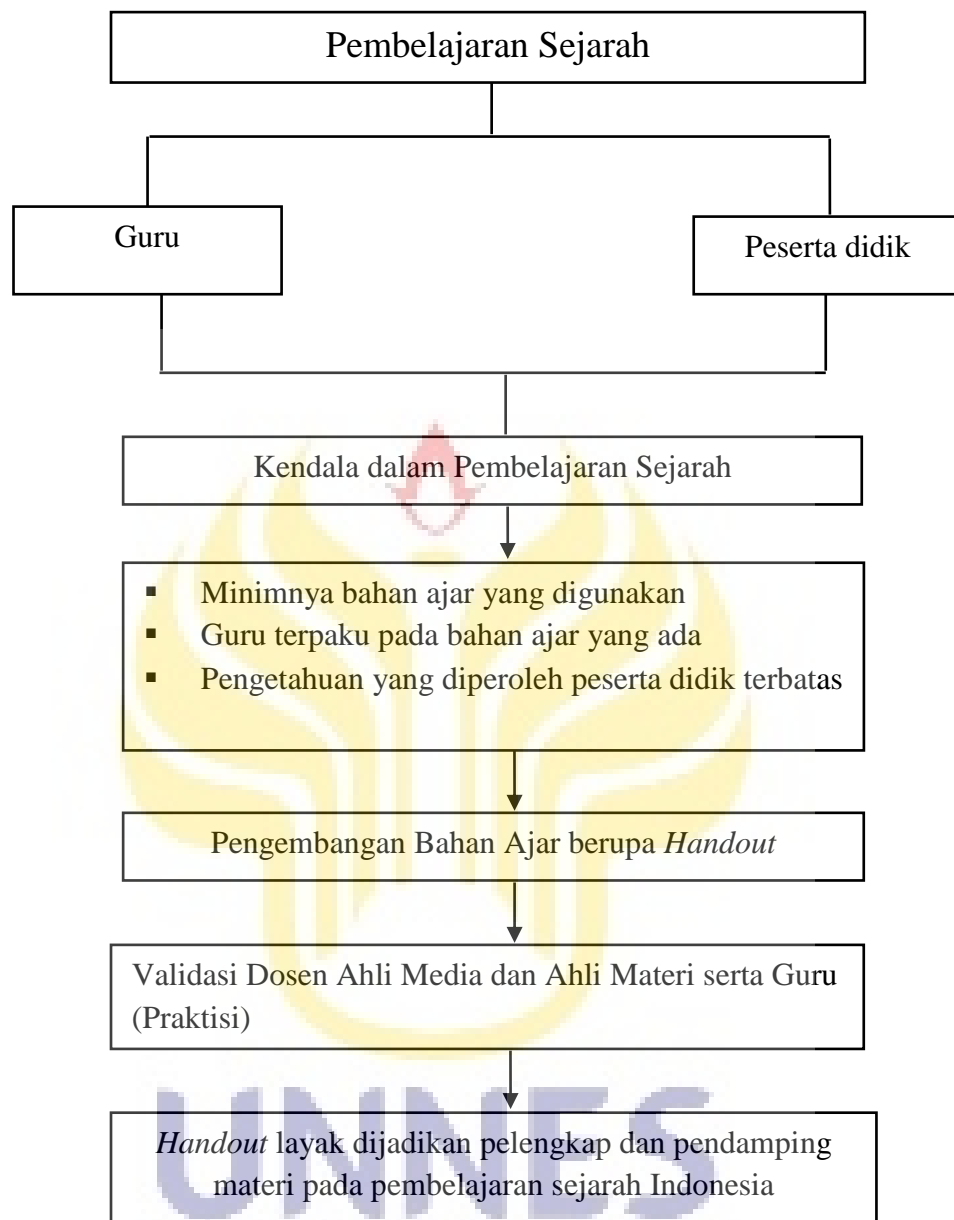 Pembelajaran Sejarah
Guru
Peserta didik
Kendala dalam Pembelajaran Sejarah
▪ Minimnya bahan ajar yang digunakan
▪ Guru terpaku pada bahan ajar yang ada
▪ Pengetahuan yang diperoleh peserta didik terbatas
Pengembangan Bahan Ajar berupa Handout
Validasi Dosen Ahli Media dan Ahli Materi serta Guru
(Praktisi)
UNNES
Handout layak dijadikan pelengkap dan pendamping
materi pada pembelajaran sejarah Indonesia